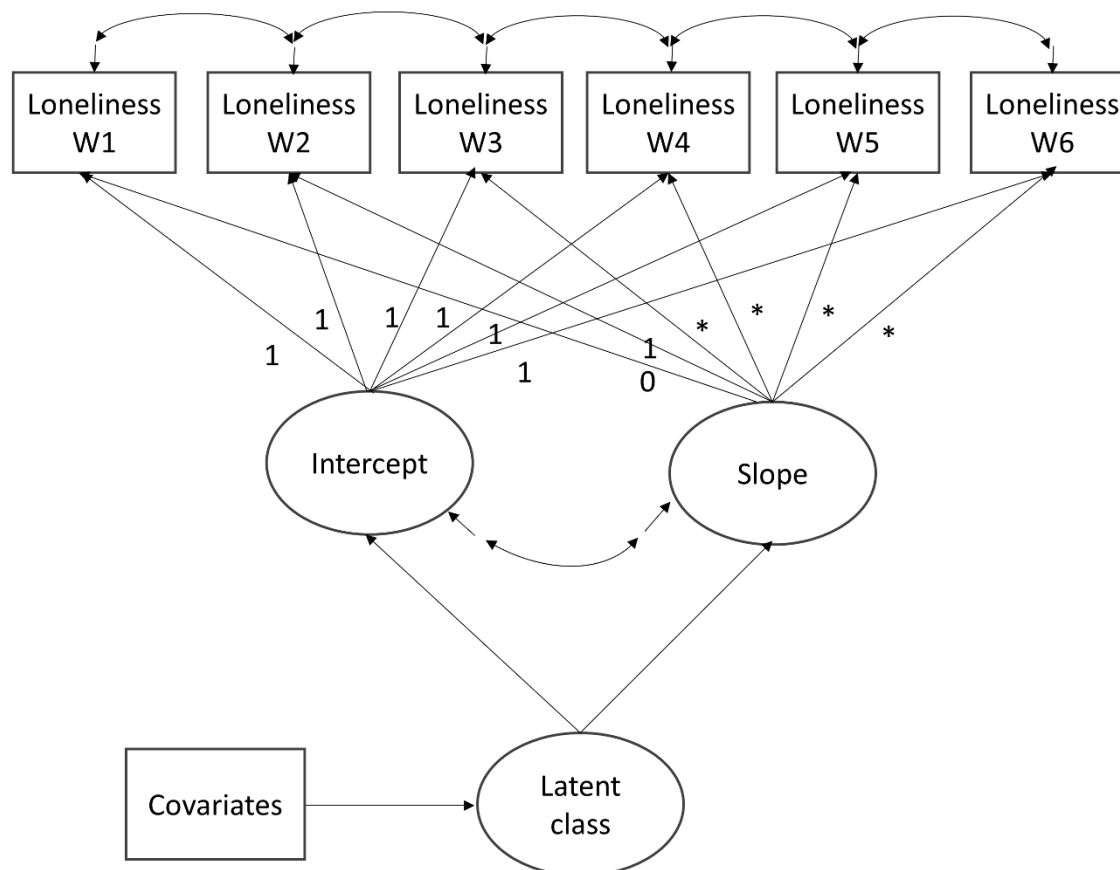 Loneliness
W1
Loneliness
W2
Loneliness
W3
Loneliness
W4
Loneliness
W5
Loneliness
W6
1
1
1
1
1
1
1
0
*
*
*
*
Intercept
Slope
Covariates
Latent
class